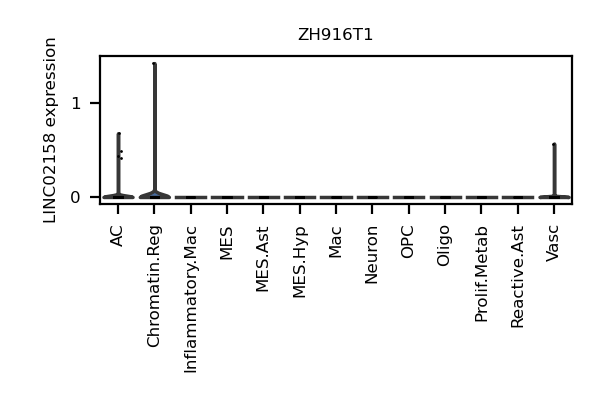 ZH916T1
LINC02158 expression
1
0
AC
Chromatin.Reg
Inflammatory.Mac
MES
MES.Ast
MES.Hyp
Mac
Neuron
OPC
Oligo
Prolif.Metab
Reactive.Ast
Vasc